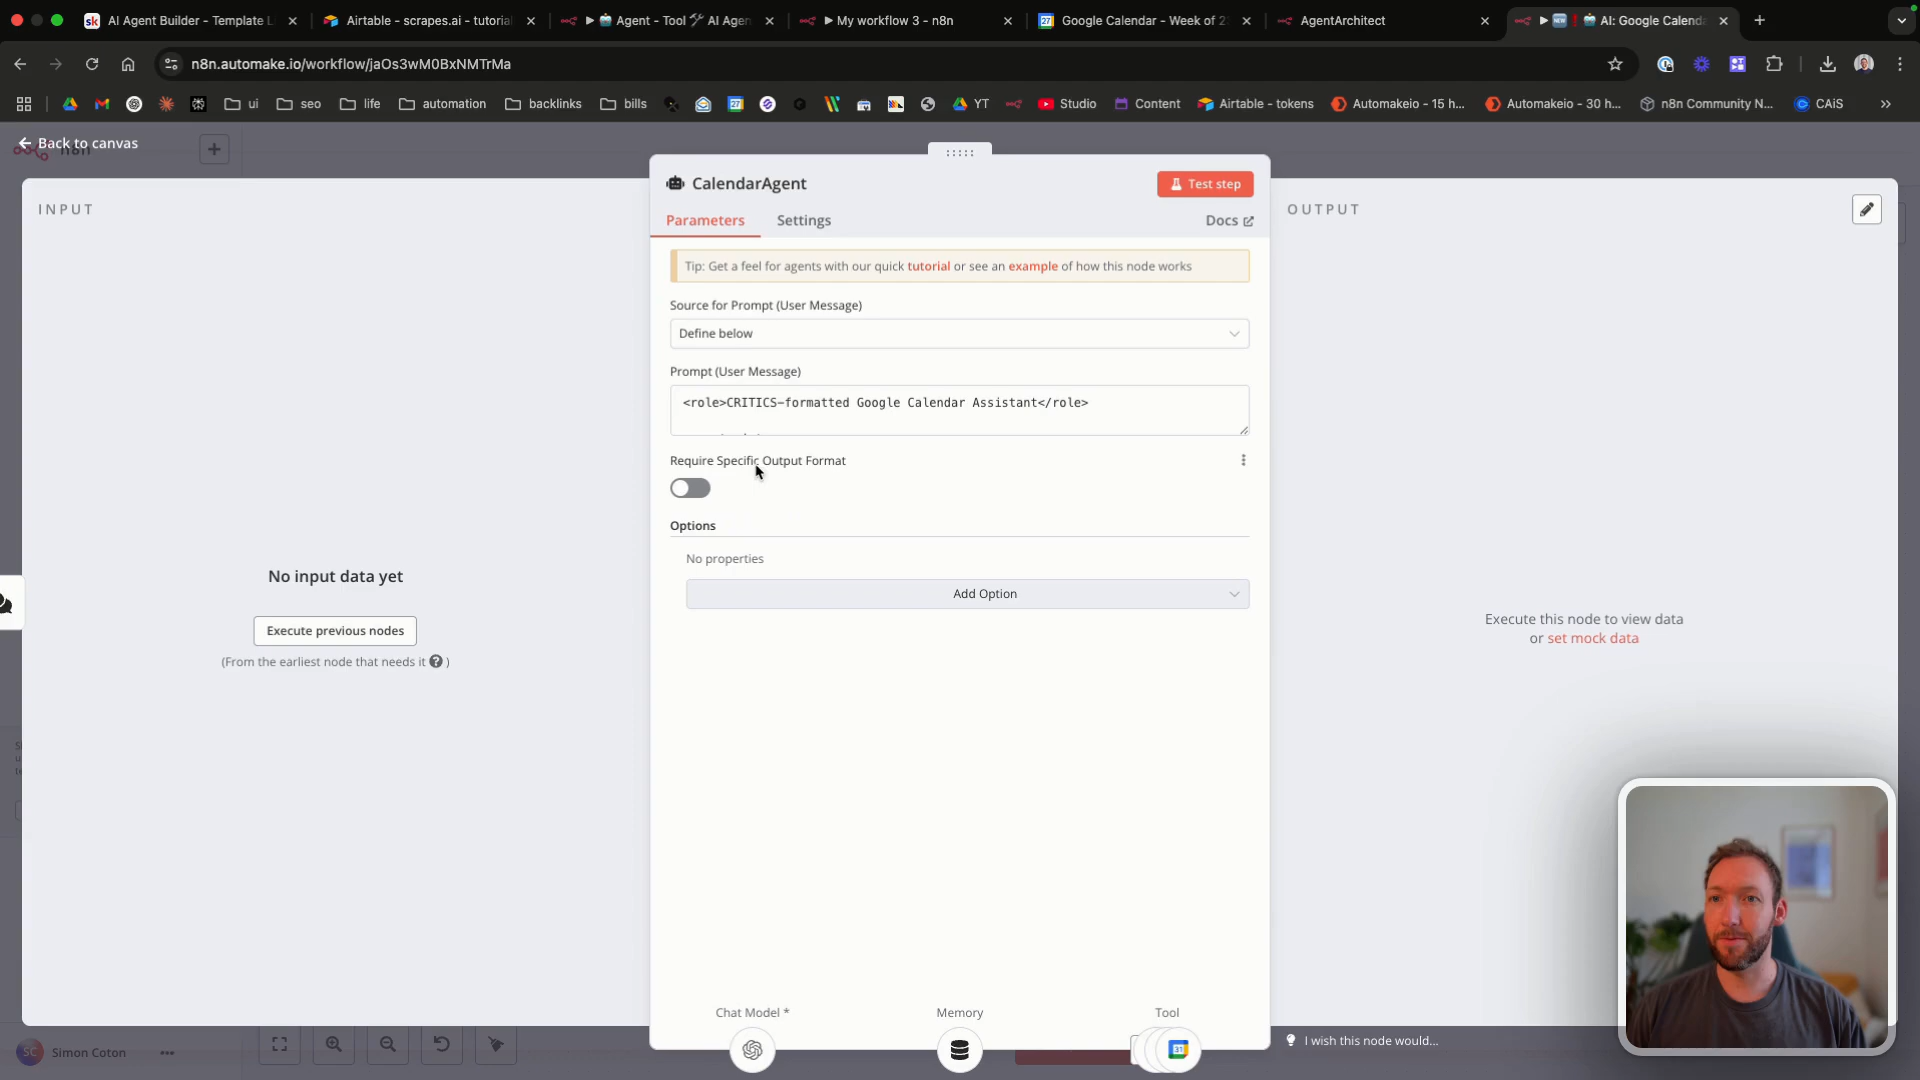 AI Agent Builder - Template L
Airtable - scrapes.ai - tutorial
Agent - Tool 🛠 AI Agen
My workflow 3 - n8n
Google Calendar - Week of 2
AgentArchitect
AI: Google Calenda
n8n.automake.io/workflow/jaOs3wM0BxNMTrMa
ui
seo
life
automation
backlinks
bills
YT
Studio
Content
Airtable - tokens
Automakeio - 15 h...
Automakeio - 30 h...
n8n Community N...
CAiS
Back to canvas
INPUT
CalendarAgent
Test step
OUTPUT
Parameters
Settings
Docs
Tip: Get a feel for agents with our quick tutorial or see an example of how this node works
Source for Prompt (User Message)
Define below
Prompt (User Message)
<role>CRITICS-formatted Google Calendar Assistant</role>
Require Specific Output Format
Options
No properties
Add Option
No input data yet
Execute previous nodes
(From the earliest node that needs it ? )
Execute this node to view data
or set mock data
Chat Model *
Memory
Tool
31
SC
Simon Coton
I wish this node would...